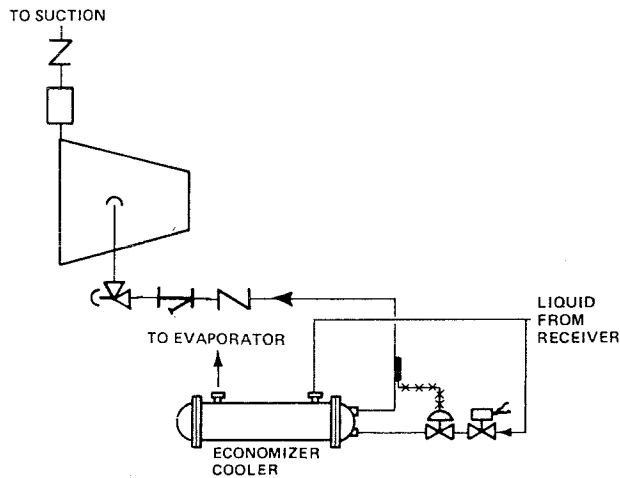 TO SUCTION
LIQUID
FROM
RECEIVER
TO EVAPORATOR
ECONOMIZER
COOLER